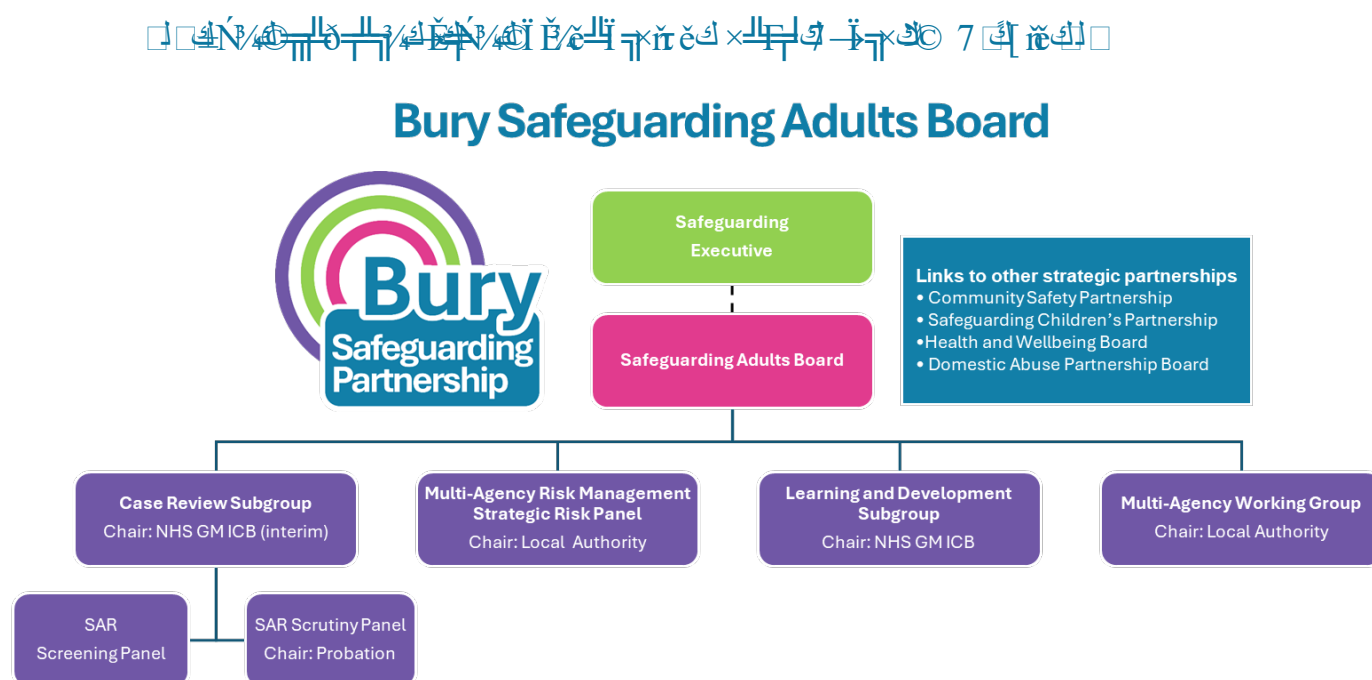 Bury Safeguarding Adults Board
Bury
Safeguarding
Partnership
Safeguarding
Executive
Safeguarding Adults Board
Links to other strategic partnerships
• Community Safety Partnership
• Safeguarding Children’s Partnership
•Health and Wellbeing Board
• Domestic Abuse Partnership Board
Case Review Subgroup
Chair: NHS GM ICB (interim)
Multi-Agency Risk Management
Strategic Risk Panel
Chair: Local Authority
Learning and Development
Subgroup
Chair: NHS GM ICB
Multi-Agency Working Group
Chair: Local Authority
SAR
Screening Panel
SAR Scrutiny Panel
Chair: Probation